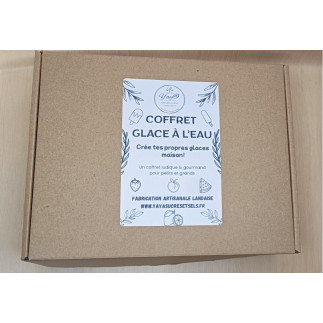 COFFRET
GLACE À L'EAU
Crée tes propres glaces
maison!
Un coffret ludique & gourmand
pour petits et grands
FABRICATION ARTISANALE LANDAISE
WWW.YAYASUCRESETSELS.FR